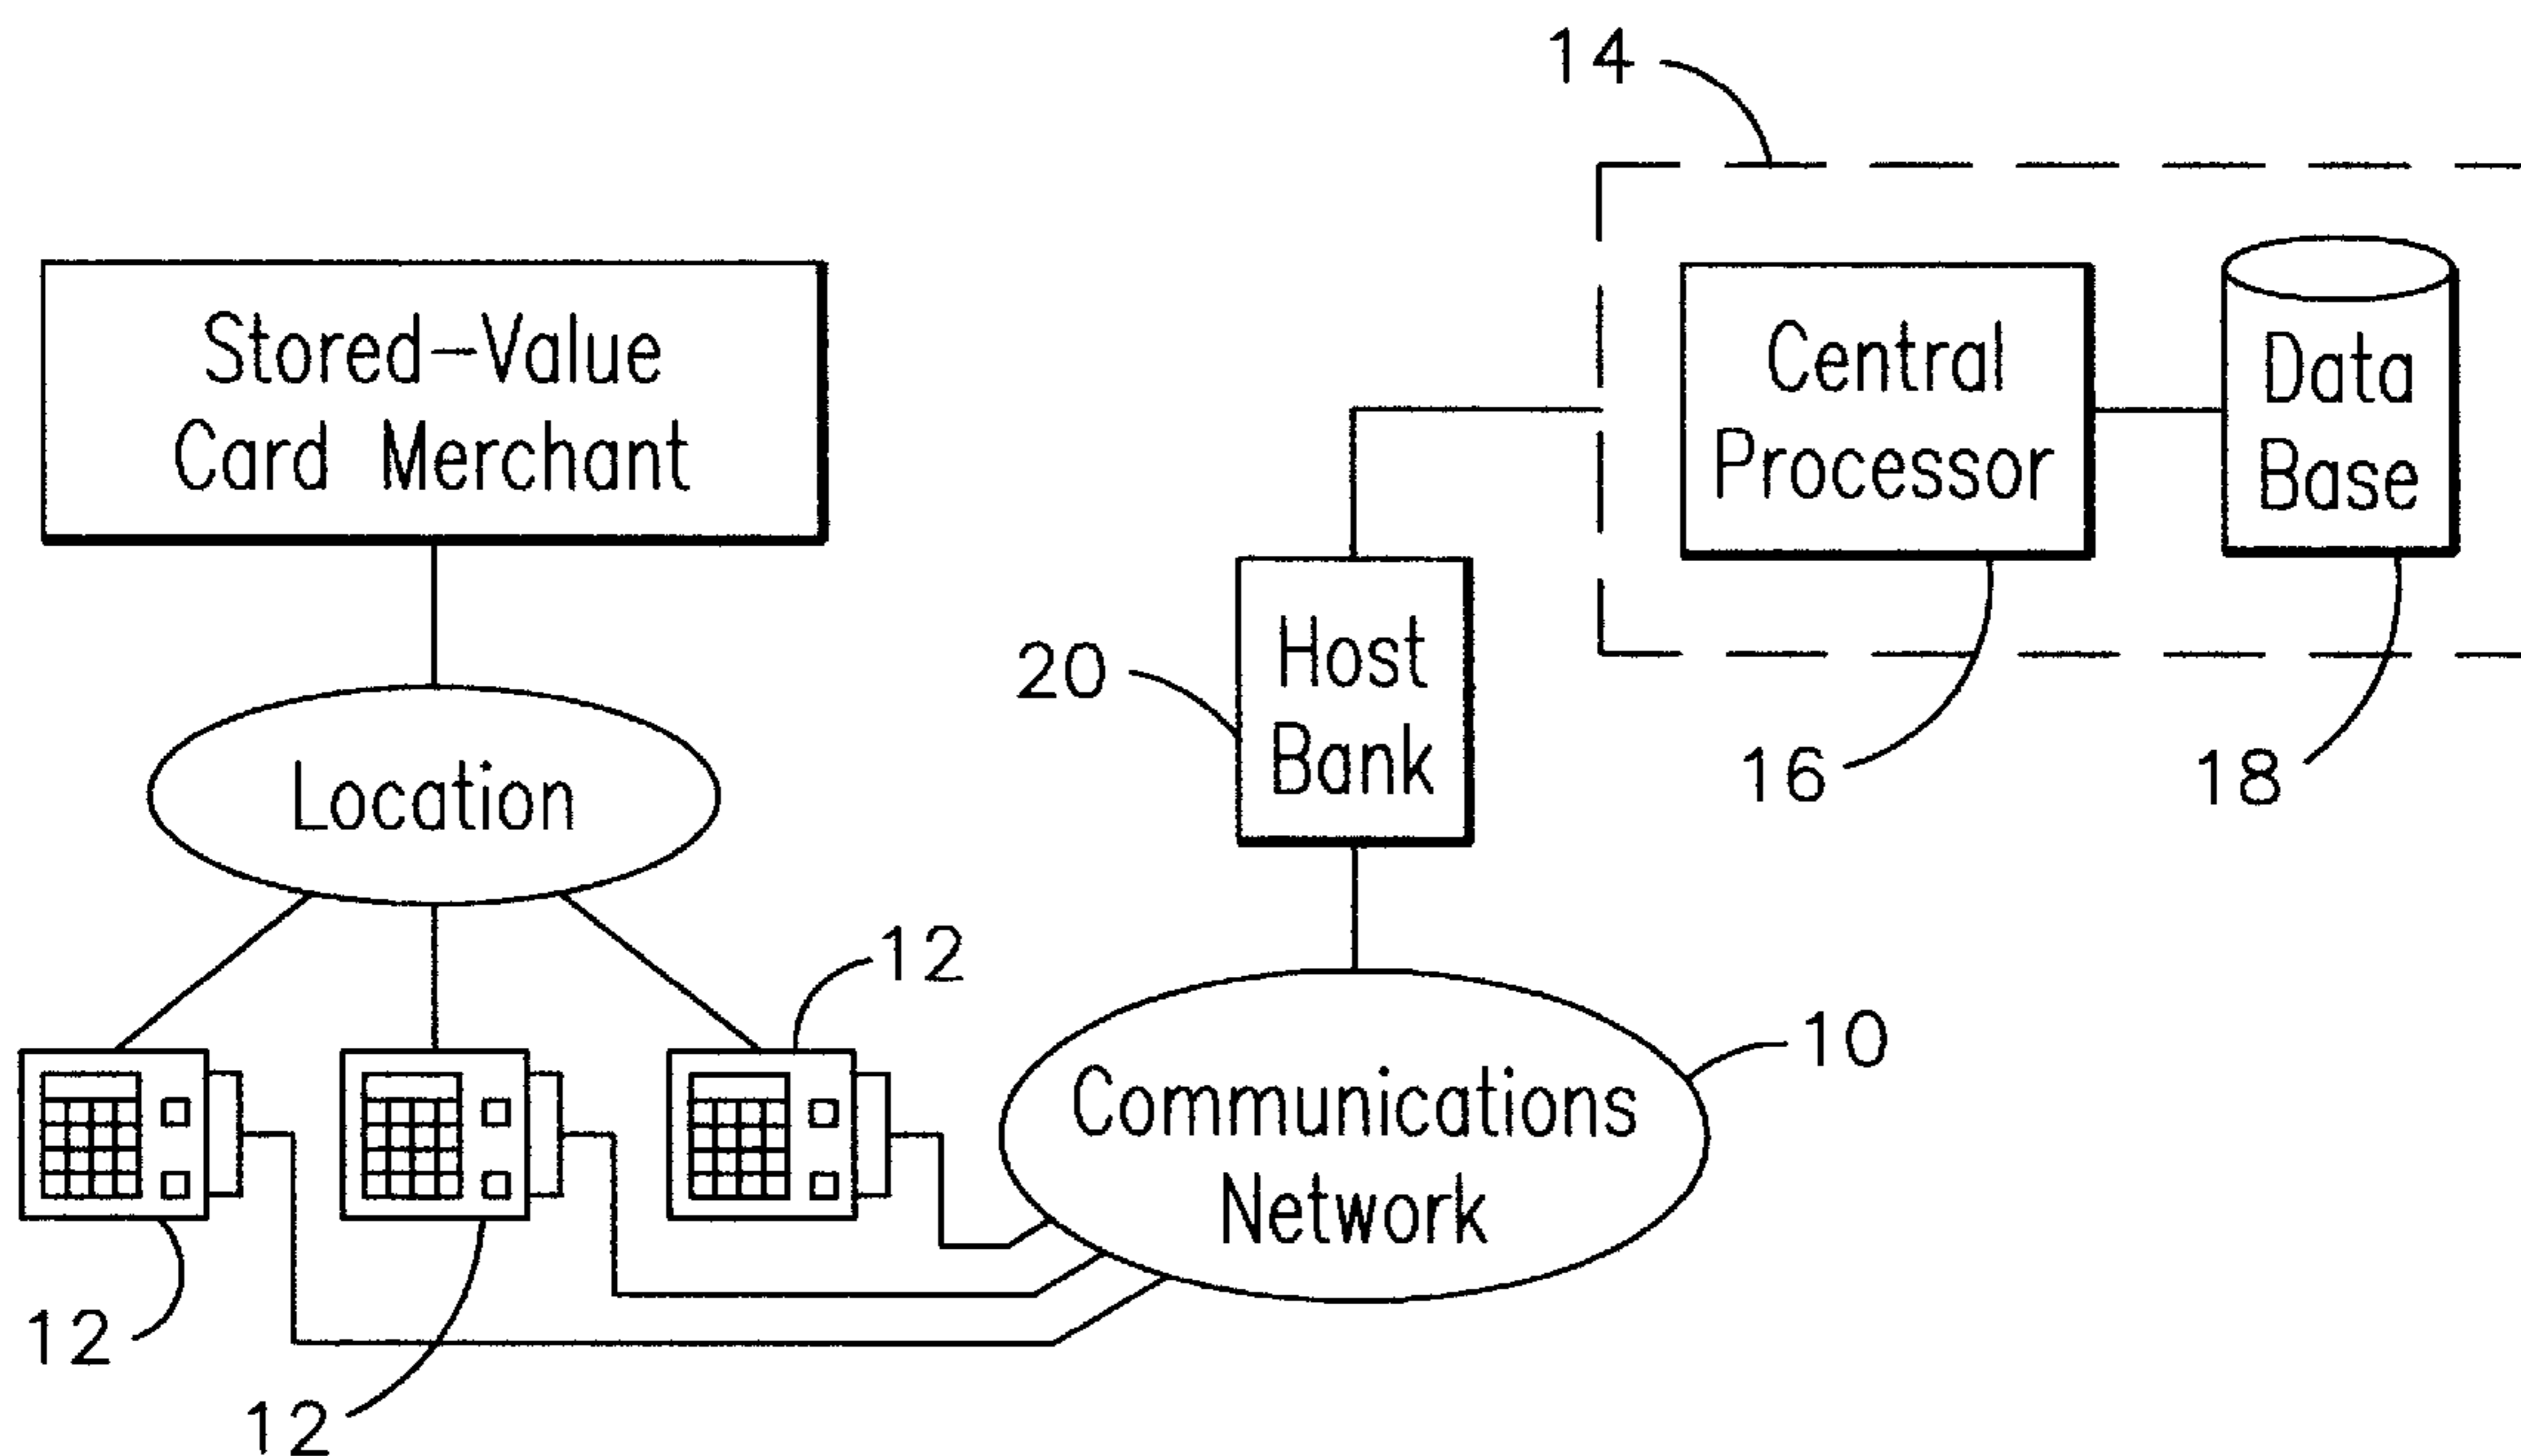 14
Stored-Value
Card Merchant
Central
Processor
Data
Base
Host
Bank
20
16
18
Location
12
10
Communications
Network
12
12